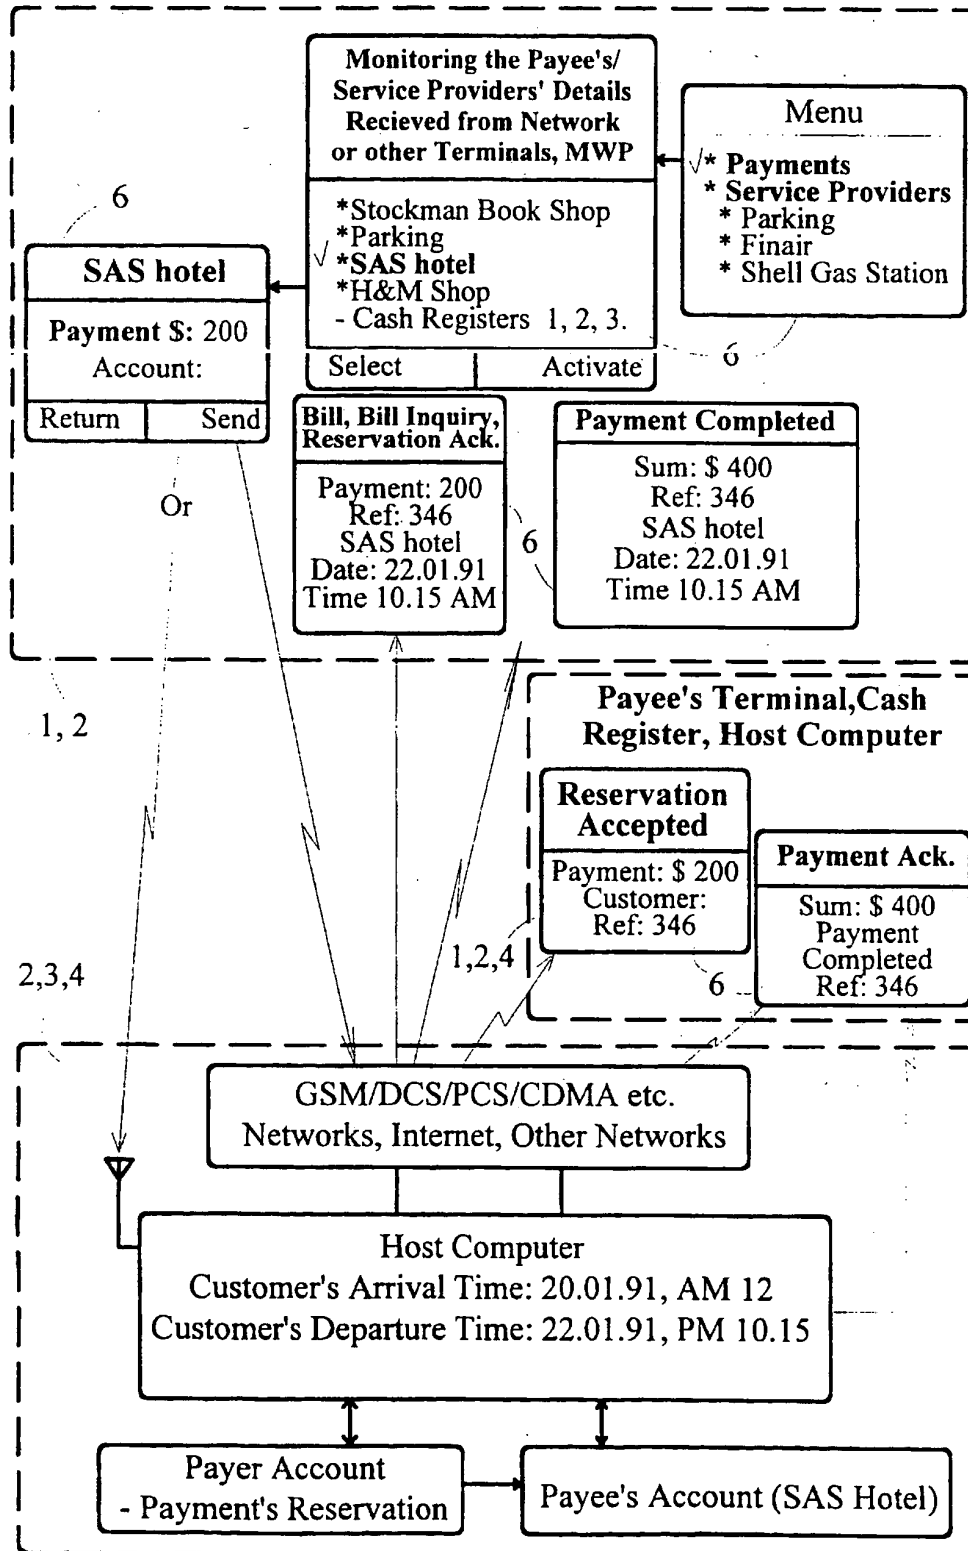 Monitoring the Payee's/
Service Providers' Details
Recieved from Network
or other Terminals, MWP
*Stockman Book Shop
*Parking
√
*SAS hotel
*H&M Shop
- Cash Registers 1, 2, 3.
Select Activate
Menu
√* Payments
* Service Providers
* Parking
* Finair
* Shell Gas Station
6
6
SAS hotel
Payment $: 200
Account:
Return Send
Or
Bill, Bill Inquiry,
Reservation Ack.
Payment: 200
Ref: 346
SAS hotel
Date: 22.01.91
Time 10.15 AM
6
Payment Completed
Sum: $ 400
Ref: 346
SAS hotel
Date: 22.01.91
Time 10.15 AM
1, 2
Payee's Terminal,Cash
Register, Host Computer
Reservation
Accepted
Payment: $ 200
Customer:
Ref: 346
Payment Ack.
Sum: $ 400
Payment
Completed
Ref: 346
1,2,4
6
2,3,4
GSM/DCS/PCS/CDMA etc.
Networks, Internet, Other Networks
Host Computer
Customer's Arrival Time: 20.01.91, AM 12
Customer's Departure Time: 22.01.91, PM 10.15
Payer Account
- Payment's Reservation
Payee's Account (SAS Hotel)